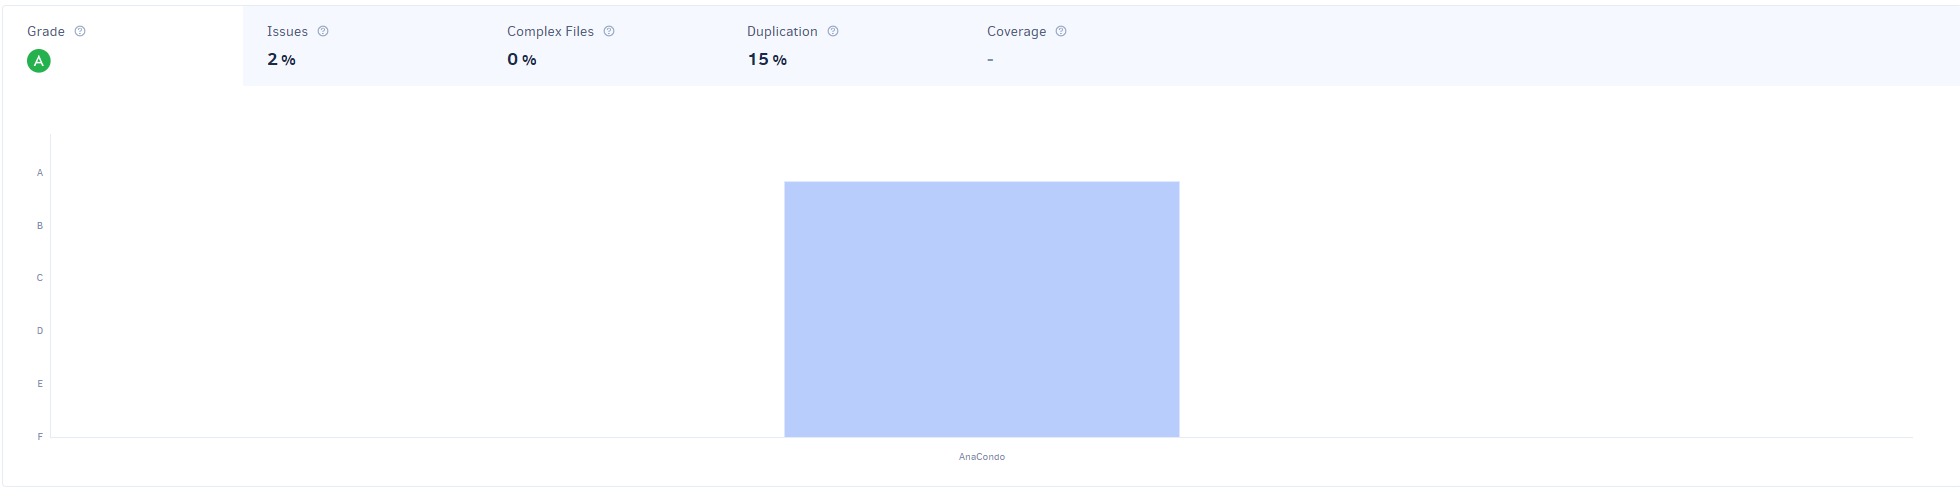 Grade Issues Complex Files Duplication Coverage
A 2 % 0 % 15 % -
A
B
C
D
E
F
AnaCondo